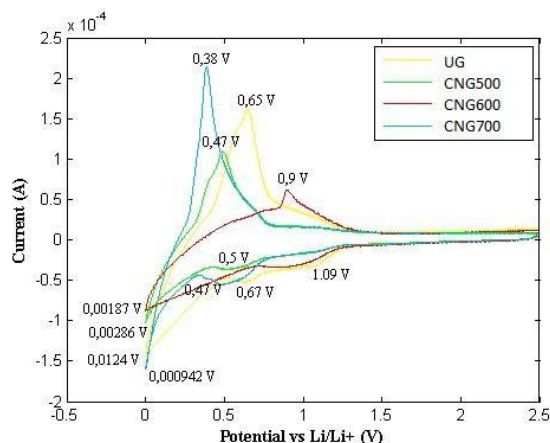 x 10⁻⁴
2.5
2
1.5
1
0.5
0
-0.5
-1
-1.5
-2
Current (A)
UG
CNG500
CNG600
CNG700
0,38 V
0,65 V
0,47 V
0,9 V
0,5 V
1.09 V
0,47 V
0,67 V
0,00187 V
0,00286 V
0,0124 V
0,000942 V
-0.5
0
0.5
1
1.5
2
2.5
Potential vs Li/Li+ (V)